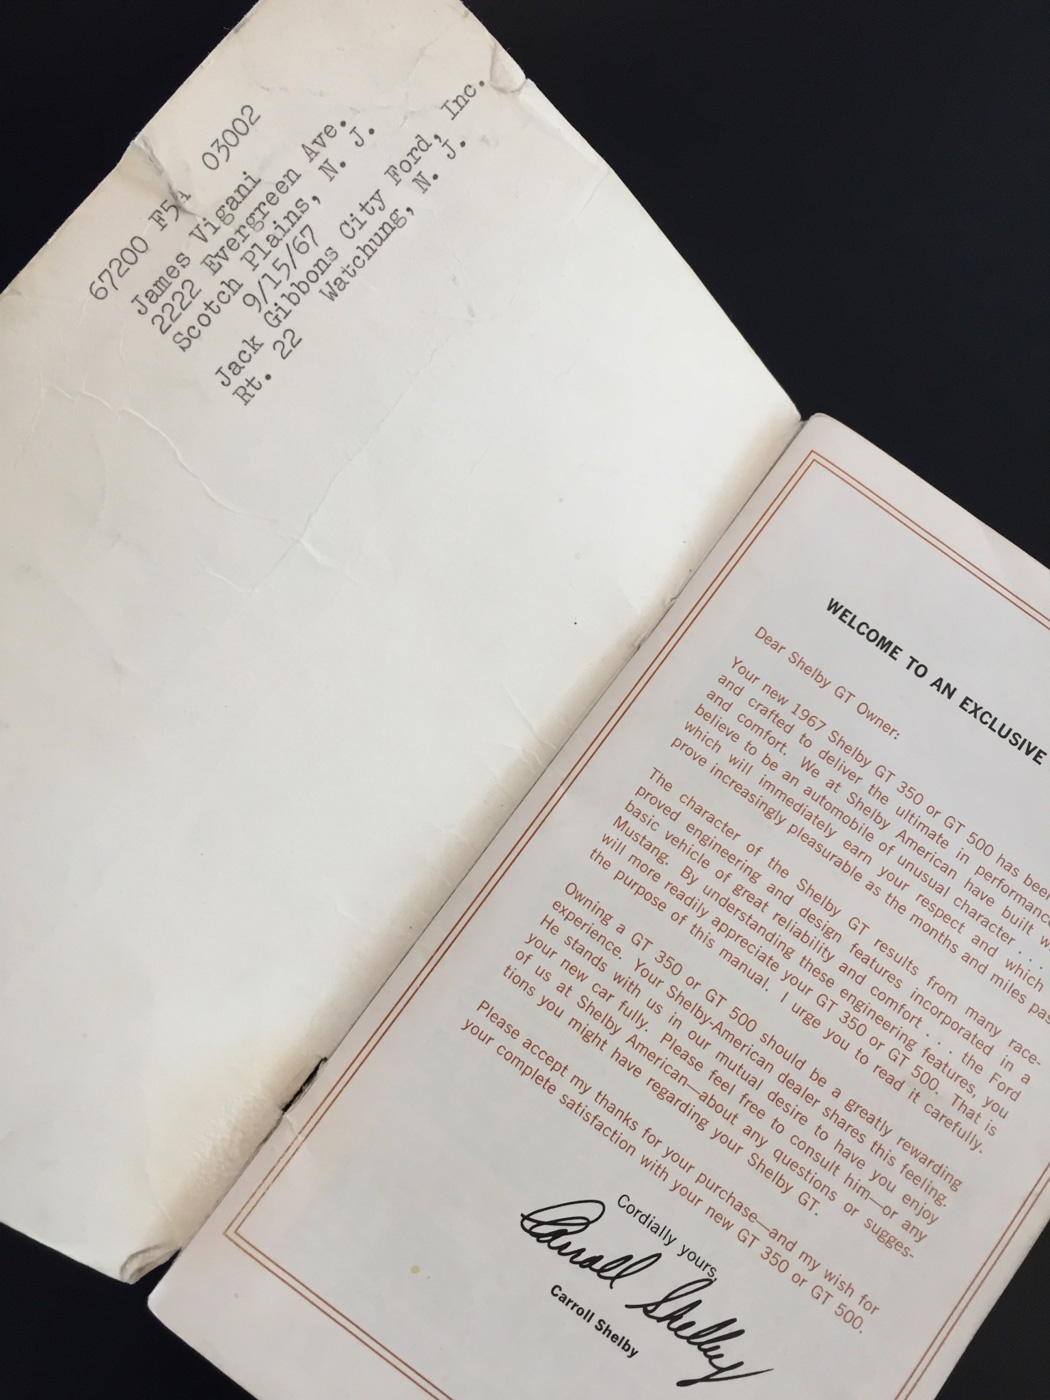 67200 F5A 03002
James Vigani
2222 Evergreen Ave.
Scotch Plains, N. J.
9/15/67
Jack Gibbons City Ford, Inc.
Rt. 22 Watchung, N. J.
WELCOME TO AN EXCLUSIVE
Dear Shelby GT Owner:
Your new 1967 Shelby GT 350 or GT 500 has been
and crafted to deliver the ultimate in performance
and comfort. We at Shelby American have built w
believe to be an automobile of unusual character . . . .
which will immediately earn your respect and which
prove increasingly pleasurable as the months and miles pas
The character of the Shelby GT results from many race-
proved engineering and design features incorporated in a
basic vehicle of great reliability and comfort . . . the Ford
Mustang. By understanding these engineering features, you
will more readily appreciate your GT 350 or GT 500. That is
the purpose of this manual. I urge you to read it carefully.
Owning a GT 350 or GT 500 should be a greatly rewarding
experience. Your Shelby-American dealer shares this feeling.
He stands with us in our mutual desire to have you enjoy
your new car fully. Please feel free to consult him—or any
of us at Shelby American—about any questions or sugges-
tions you might have regarding your Shelby GT.
Please accept my thanks for your purchase—and my wish for
your complete satisfaction with your new GT 350 or GT 500.
Cordially yours,
Carroll Shelby
Carroll Shelby